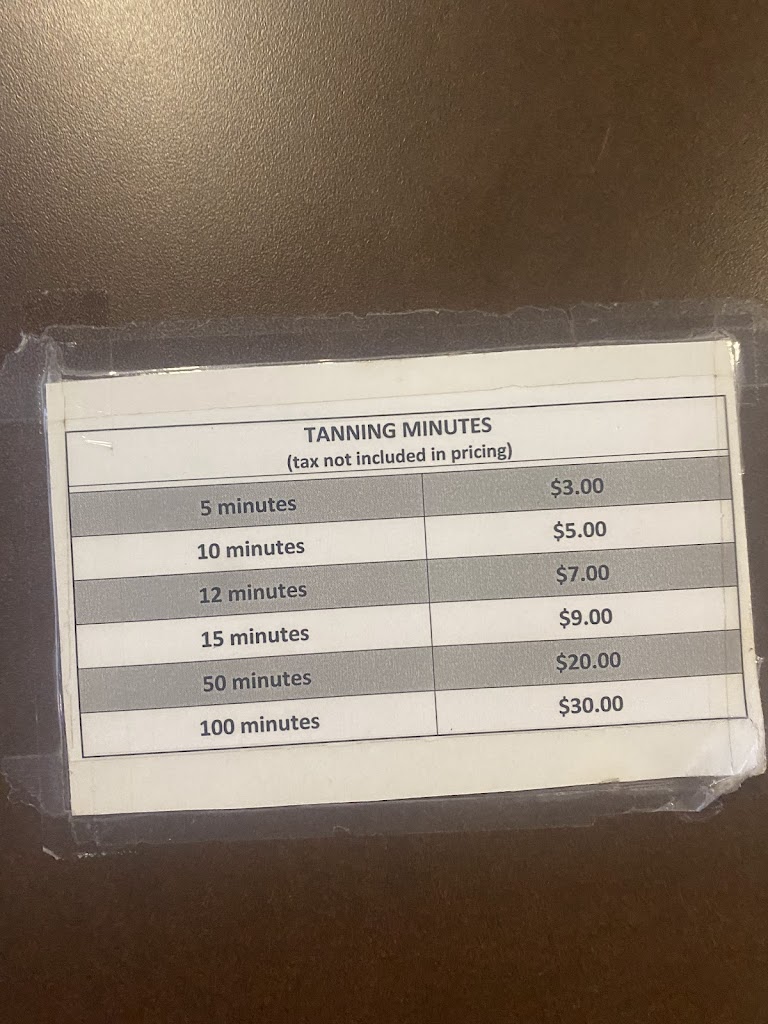 TANNING MINUTES
(tax not included in pricing)
5 minutes $3.00
10 minutes $5.00
12 minutes $7.00
15 minutes $9.00
50 minutes $20.00
100 minutes $30.00